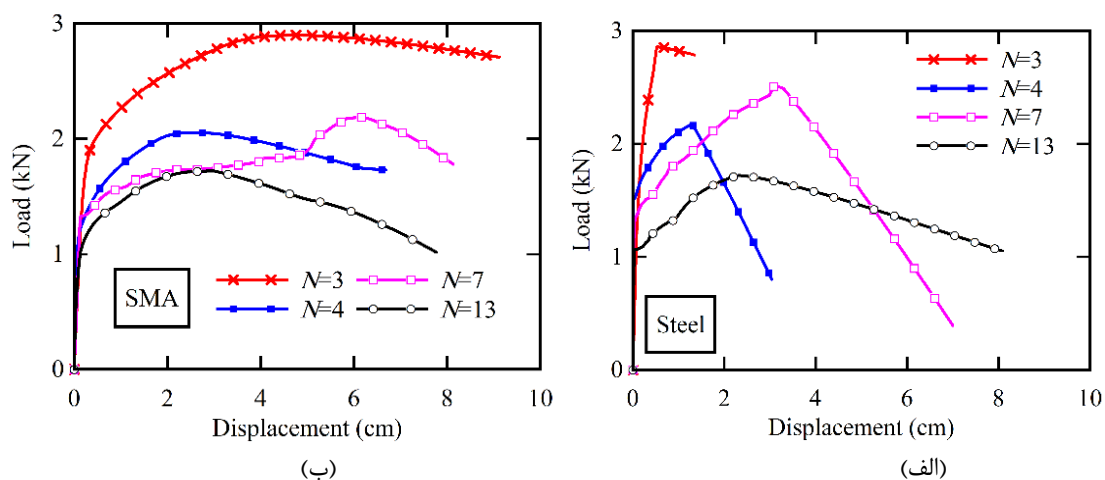 3
2
1
0
Load (kN)
SMA
N=3
N=4
N=7
N=13
0 2 4 6 8 10
Displacement (cm)
(ب)
3
2
1
0
Load (kN)
Steel
N=3
N=4
N=7
N=13
0 2 4 6 8 10
Displacement (cm)
(الف)